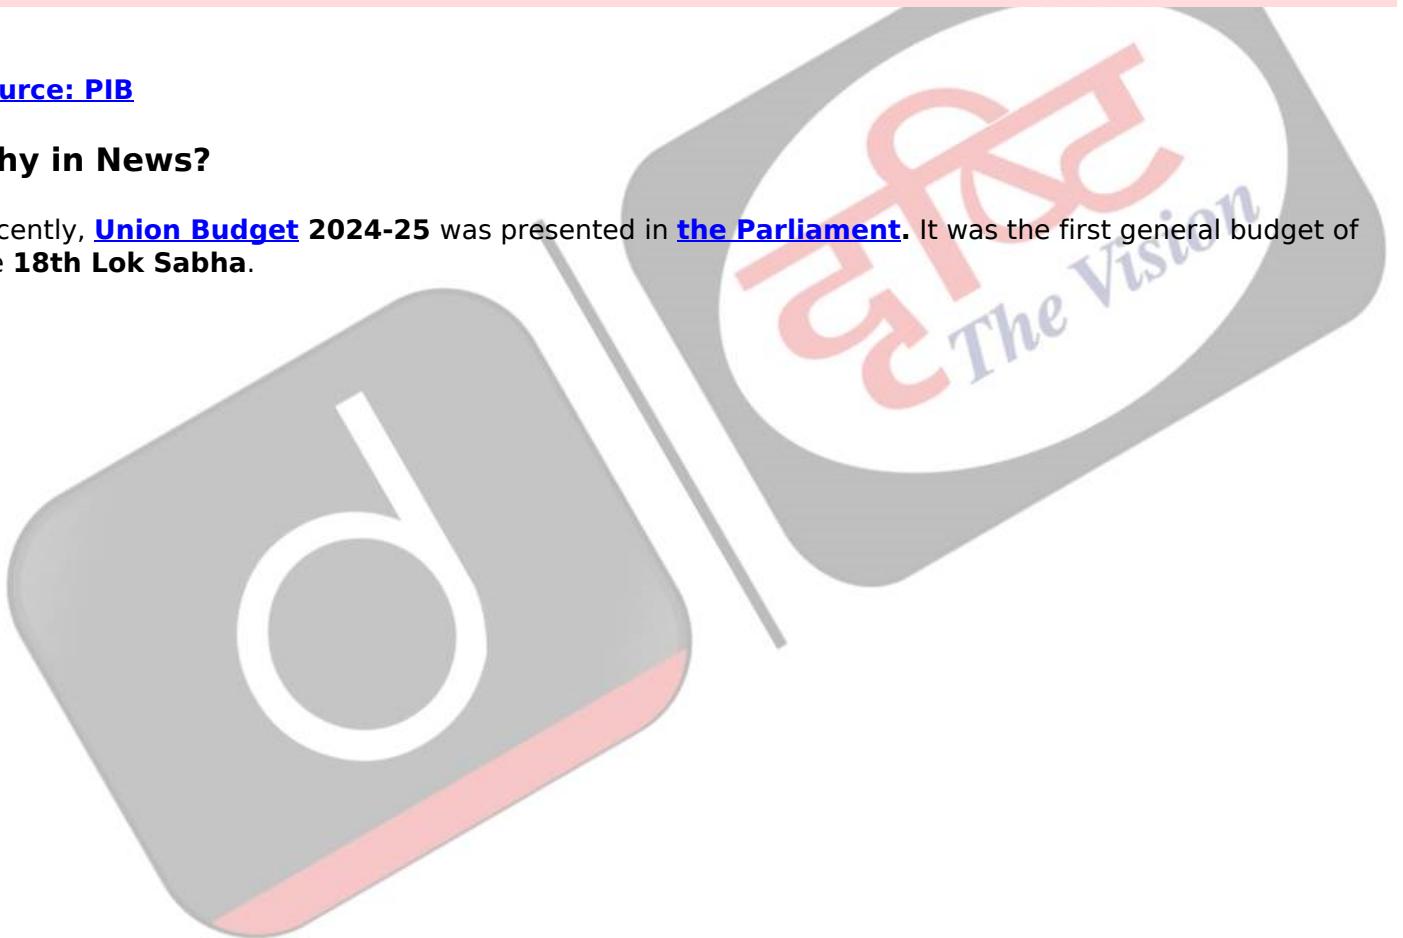 urce: PIB
hy in News?
cently, Union Budget 2024-25 was presented in the Parliament. It was the first general budget of
e 18th Lok Sabha.
दृष्टि
The Vision
d